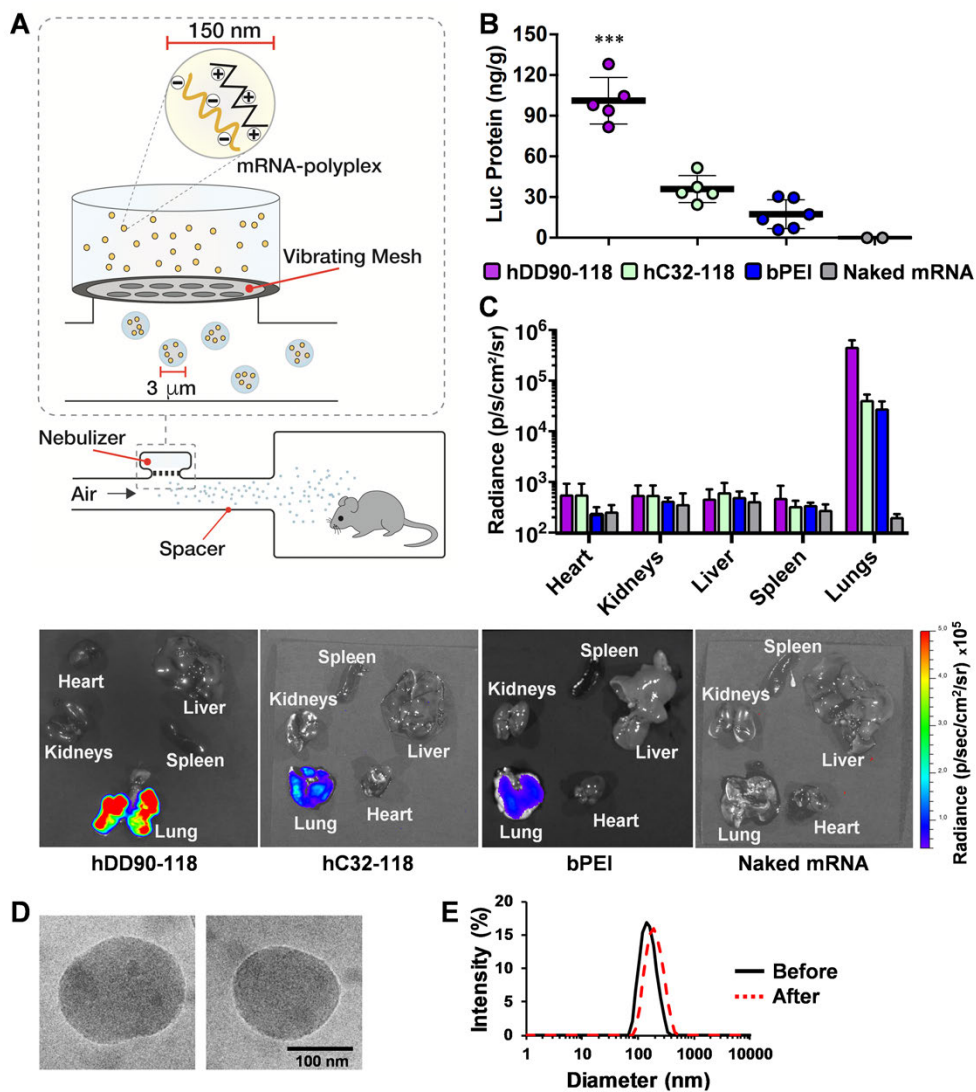 A
150 nm
mRNA-polyplex
Vibrating Mesh
3 μm
Nebulizer
Air
Spacer
B
Luc Protein (ng/g)
150
120
90
60
30
0
***
hDD90-118 hC32-118 bPEI Naked mRNA
C
Radiance (p/s/cm²/sr)
10⁶
10⁵
10³
10²
Heart
Kidneys
Liver
Spleen
Lungs
Heart
Liver
Kidneys
Spleen
Lung
hDD90-118
Spleen
Kidneys
Liver
Lung
Heart
hC32-118
Spleen
Kidneys
Liver
Lung
Heart
bPEI
Spleen
Kidneys
Liver
Lung
Heart
Naked mRNA
5.0
4.0
3.0
2.0
1.0
Radiance (p/sec/cm²/sr) x10⁵
D
100 nm
E
Intensity (%)
20
15
10
5
0
1 10 100 1000 10000
Diameter (nm)
Before
After